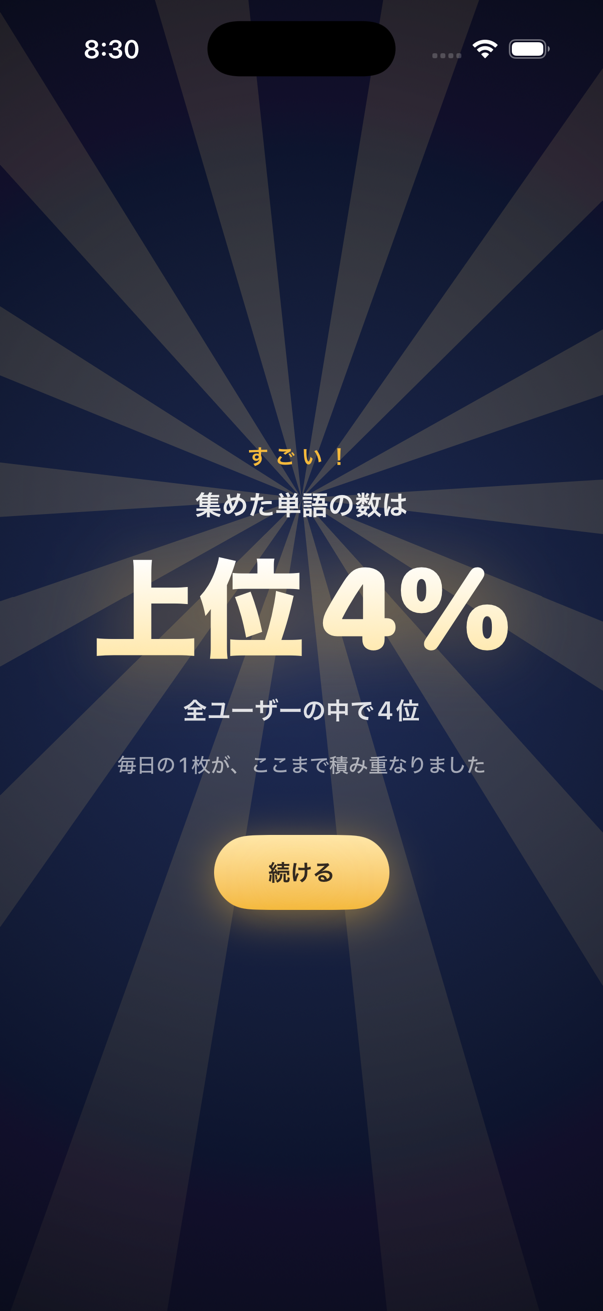 8:30
すごい！
集めた単語の数は
上位4%
全ユーザーの中で4位
毎日の1枚が、ここまで積み重なりました
続ける